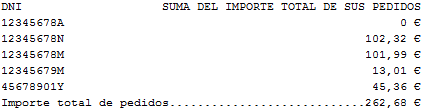 DNI SUMA DEL IMPORTE TOTAL DE SUS PEDIDOS
12345678A 0 €
12345678N 102,32 €
12345678M 101,99 €
12345679M 13,01 €
45678901Y 45,36 €
Importe total de pedidos................................262,68 €